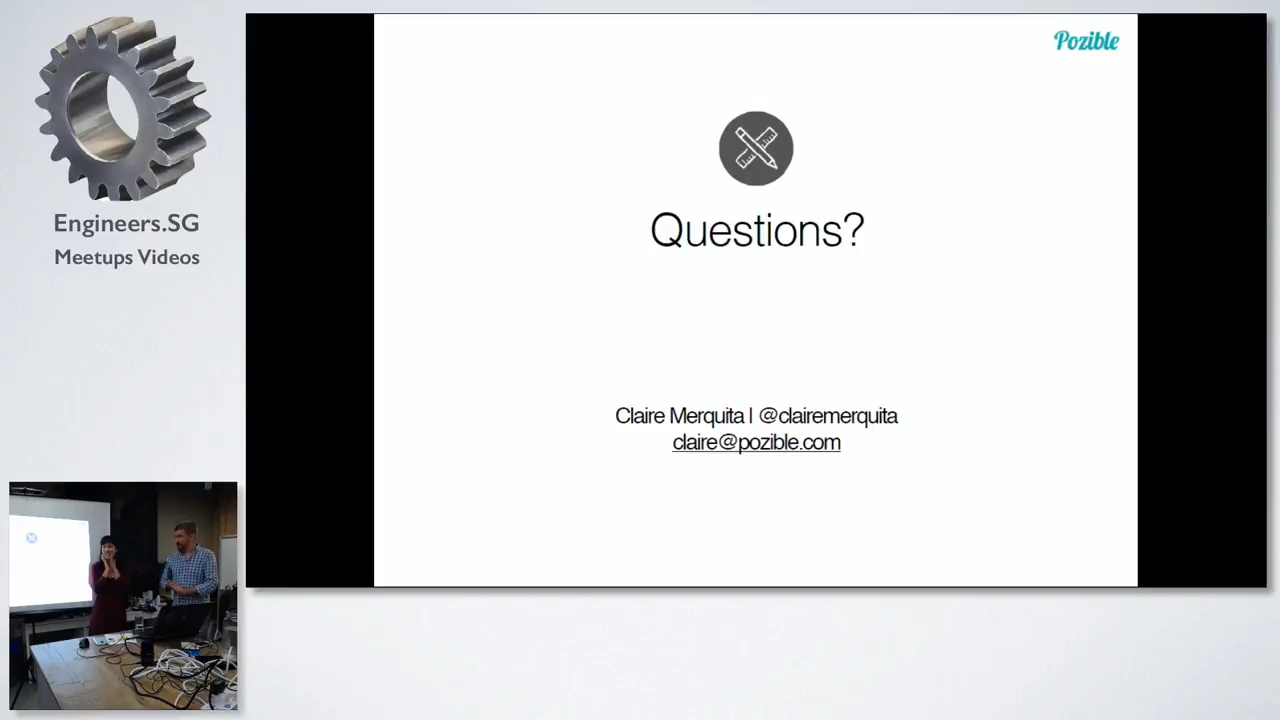 Engineers.SG
Meetups Videos
Pozible
Questions?
Claire Merquita | @clairemerquita
claire@pozible.com